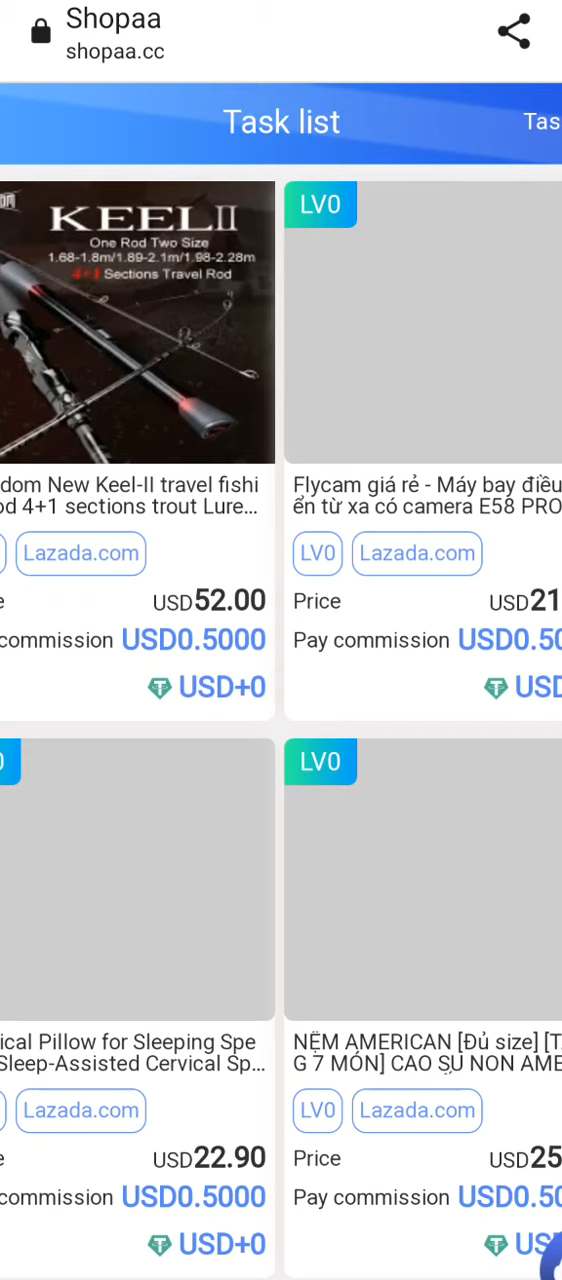 Shopaa
shopaa.cc
Task list
Tas
KEELII
One Rod Two Size
1.68-1.8m/1.89-2.1m/1.98-2.28m
4+1 Sections Travel Rod
dom New Keel-II travel fishi
od 4+1 sections trout Lure...
Lazada.com
e USD52.00
commission USD0.5000
USD+0
LV0
Flycam giá rẻ - Máy bay điều
ển từ xa có camera E58 PRO
LV0 Lazada.com
Price USD21
Pay commission USD0.50
USD
0
ical Pillow for Sleeping Spe
Sleep-Assisted Cervical Sp...
Lazada.com
e USD22.90
commission USD0.5000
USD+0
LV0
NỆM AMERICAN [Đủ size] [T
G 7 MÓN] CAO SU NON AME
LV0 Lazada.com
Price USD25
Pay commission USD0.50
US